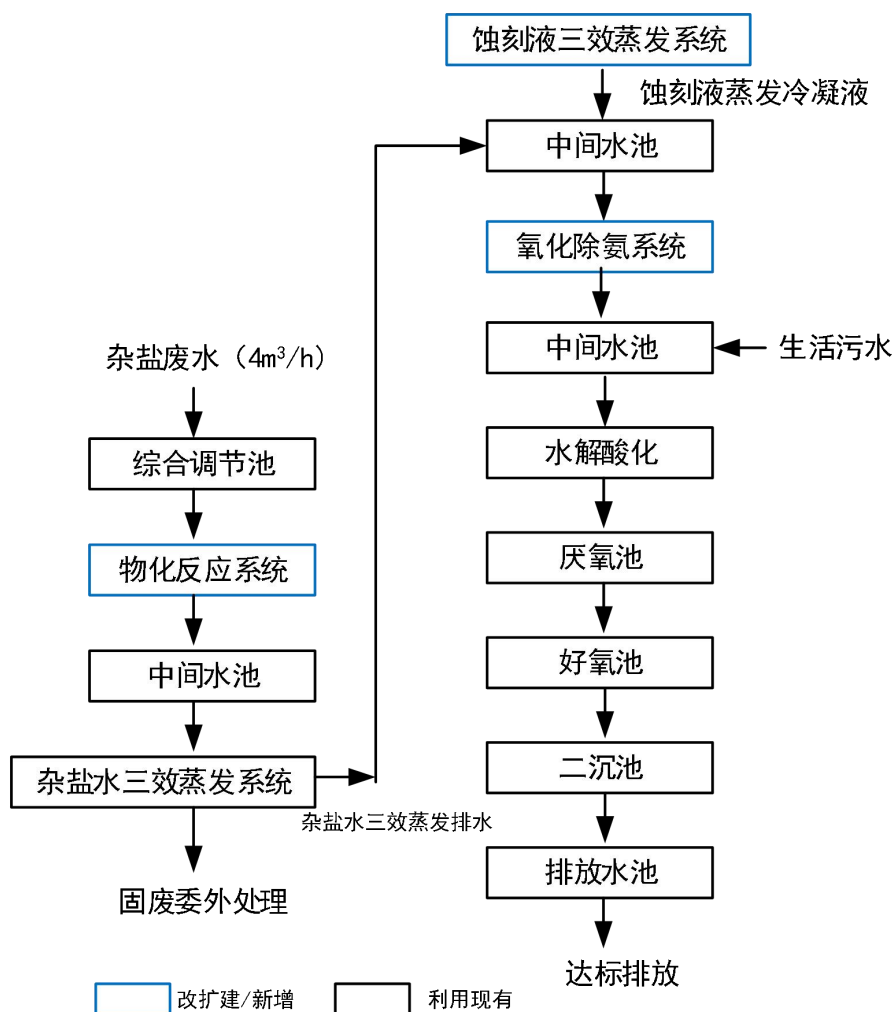 蚀刻液三效蒸发系统
蚀刻液蒸发冷凝液
中间水池
氧化除氨系统
中间水池
生活污水
水解酸化
厌氧池
好氧池
二沉池
排放水池
达标排放
杂盐废水（4m³/h）
综合调节池
物化反应系统
中间水池
杂盐水三效蒸发系统
杂盐水三效蒸发排水
固废委外处理
改扩建/新增
利用现有